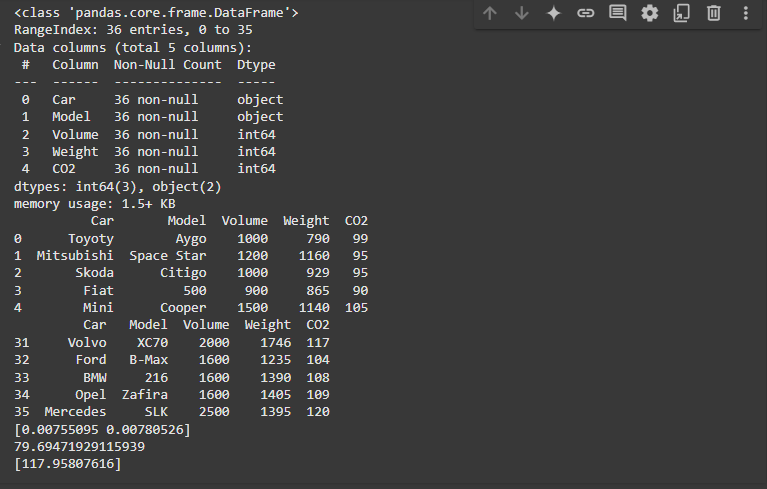 <class 'pandas.core.frame.DataFrame'>
RangeIndex: 36 entries, 0 to 35
Data columns (total 5 columns):
 #   Column  Non-Null Count  Dtype
---  ------  --------------  -----
 0   Car     36 non-null     object
 1   Model   36 non-null     object
 2   Volume  36 non-null     int64
 3   Weight  36 non-null     int64
 4   CO2     36 non-null     int64
dtypes: int64(3), object(2)
memory usage: 1.5+ KB
          Car       Model  Volume  Weight  CO2
0      Toyoty        Aygo    1000     790   99
1  Mitsubishi  Space Star    1200    1160   95
2       Skoda      Citigo    1000     929   95
3        Fiat         500     900     865   90
4        Mini      Cooper    1500    1140  105
         Car   Model  Volume  Weight  CO2
31     Volvo    XC70    2000    1746  117
32      Ford   B-Max    1600    1235  104
33       BMW     216    1600    1390  108
34      Opel  Zafira    1600    1405  109
35  Mercedes     SLK    2500    1395  120
[0.00755095 0.00780526]
79.69471929115939
[117.95807616]